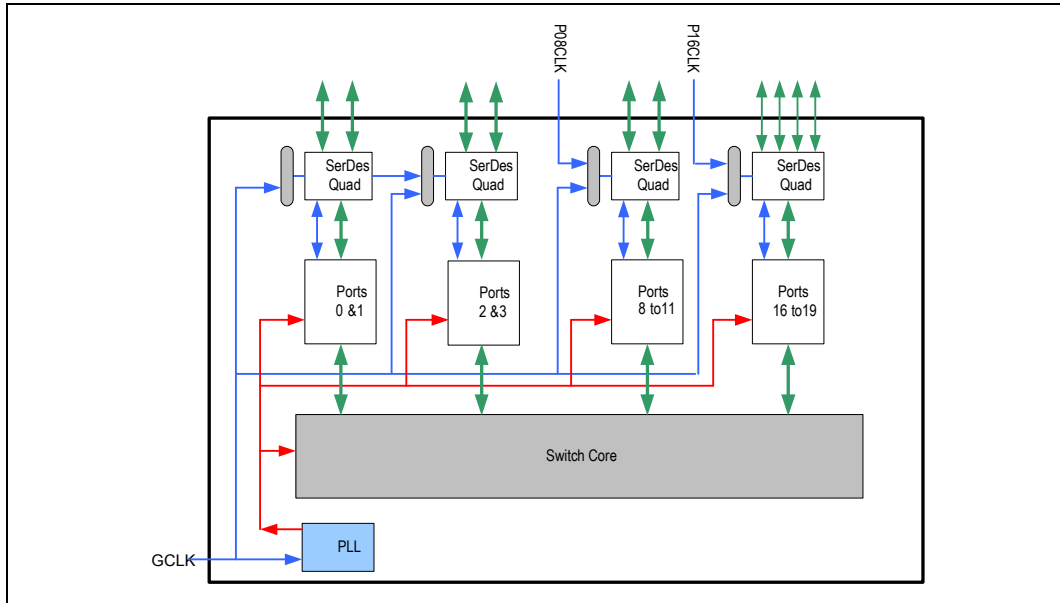 P08CLK
P16CLK
SerDes
Quad
SerDes
Quad
SerDes
Quad
SerDes
Quad
Ports
0 &1
Ports
2 &3
Ports
8 to11
Ports
16 to19
Switch Core
PLL
GCLK